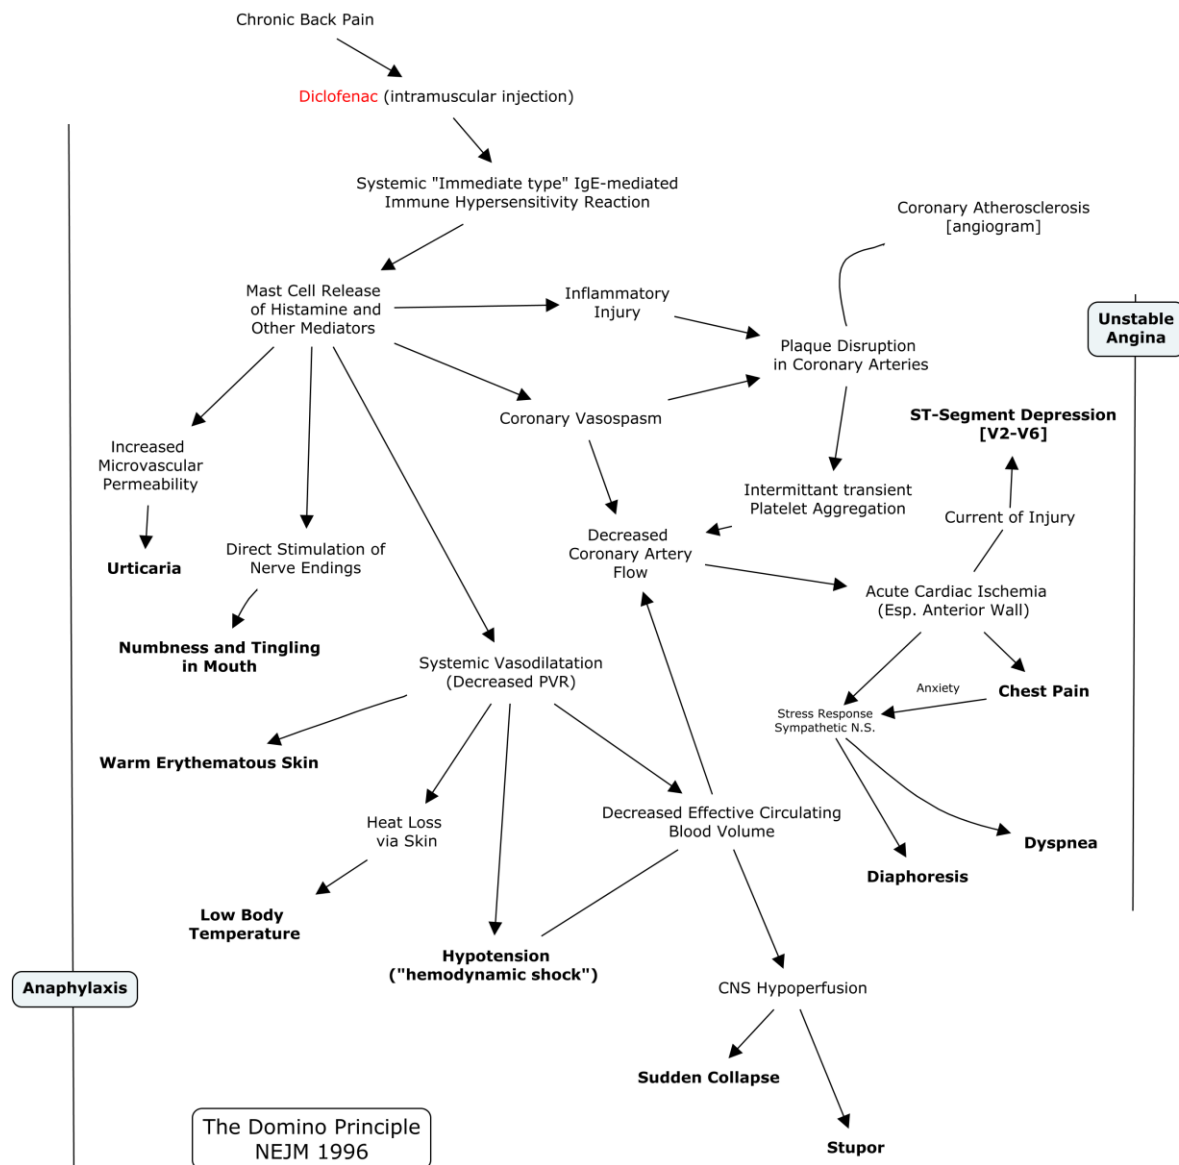 Chronic Back Pain
Diclofenac (intramuscular injection)
Systemic "Immediate type" IgE-mediated
Immune Hypersensitivity Reaction
Coronary Atherosclerosis
[angiogram]
Mast Cell Release
of Histamine and
Other Mediators
Inflammatory
Injury
Unstable
Angina
Plaque Disruption
in Coronary Arteries
Coronary Vasospasm
ST-Segment Depression
[V2-V6]
Increased
Microvascular
Permeability
Intermittant transient
Platelet Aggregation
Current of Injury
Direct Stimulation of
Nerve Endings
Decreased
Coronary Artery
Flow
Urticaria
Acute Cardiac Ischemia
(Esp. Anterior Wall)
Numbness and Tingling
in Mouth
Systemic Vasodilatation
(Decreased PVR)
Anxiety
Chest Pain
Stress Response
Sympathetic N.S.
Warm Erythematous Skin
Heat Loss
via Skin
Decreased Effective Circulating
Blood Volume
Dyspnea
Diaphoresis
Low Body
Temperature
Hypotension
("hemodynamic shock")
Anaphylaxis
CNS Hypoperfusion
Sudden Collapse
The Domino Principle
NEJM 1996
Stupor